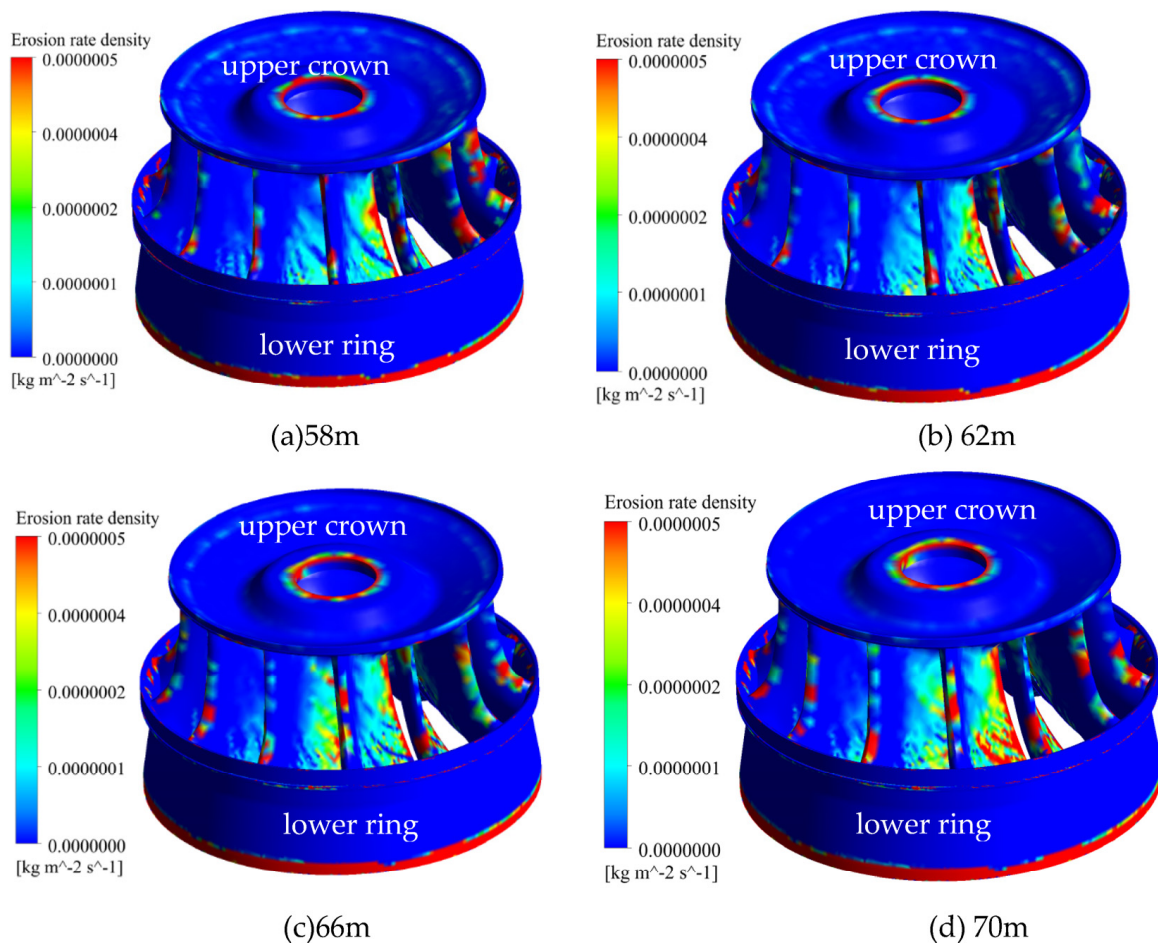 Erosion rate density
0.0000005
0.0000004
0.0000002
0.0000001
0.0000000
[kg m^-2 s^-1]
upper crown
lower ring
(a)58m
Erosion rate density
0.0000005
0.0000004
0.0000002
0.0000001
0.0000000
[kg m^-2 s^-1]
upper crown
lower ring
(b) 62m
Erosion rate density
0.0000005
0.0000004
0.0000002
0.0000001
0.0000000
[kg m^-2 s^-1]
upper crown
lower ring
(c)66m
Erosion rate density
0.0000005
0.0000004
0.0000002
0.0000001
0.0000000
[kg m^-2 s^-1]
upper crown
lower ring
(d) 70m